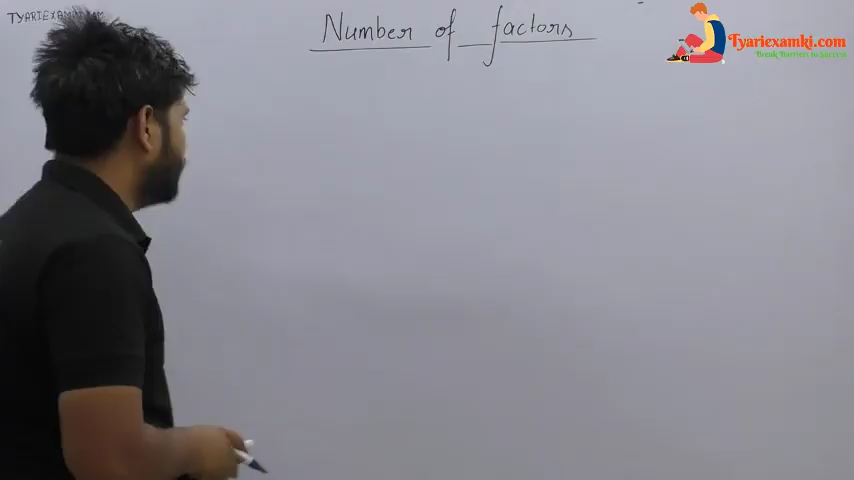 TYARIEXAMKI.COM
Number of factors
Tyariexamki.com
Break Barriers to Success